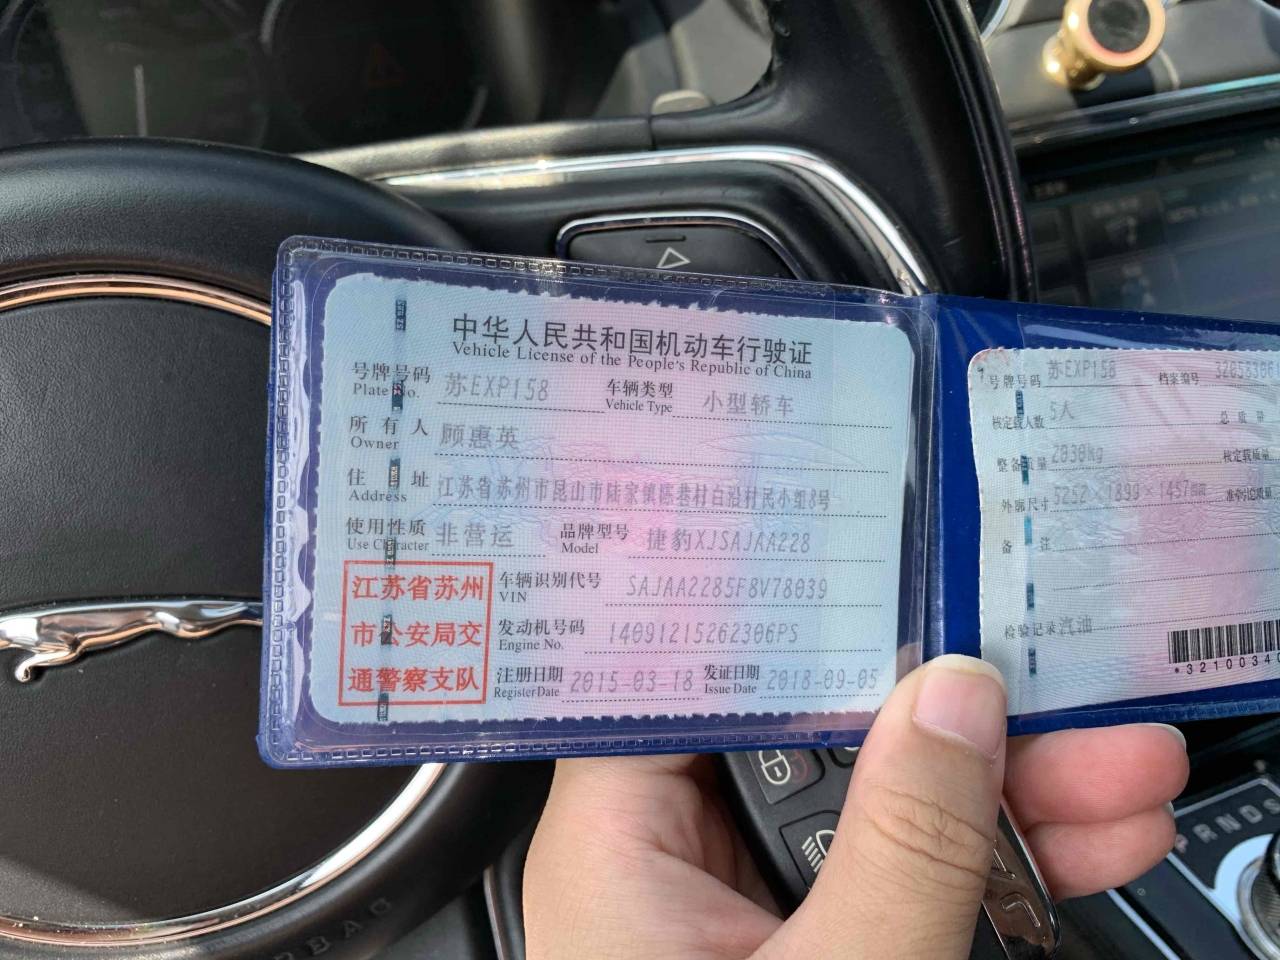 中华人民共和国机动车行驶证
Vehicle License of the People's Republic of China
号牌号码 苏EXP158 车辆类型 小型轿车
Plate No. Vehicle Type
所有人 顾惠英
Owner
住址 江苏省苏州市昆山市陆家镇陈巷村白沿村民小组8号
Address
使用性质 非营运 品牌型号 捷豹XJSAJAA228
Use Character Model
江苏省苏州
市公安局交
通警察支队
车辆识别代号 SAJAA2285F8V78039
VIN
发动机号码 14091215262306PS
Engine No.
注册日期 2015-03-18 发证日期 2018-09-05
Register Date Issue Date
号牌号码 苏EXP158 档案编号
核定载人数 5人 总质量
整备质量 2030kg 核定载质量
外廓尺寸 5252×1899×1457mm 准牵引总质量
备注
检验记录 汽油
*3210034
PRNDS